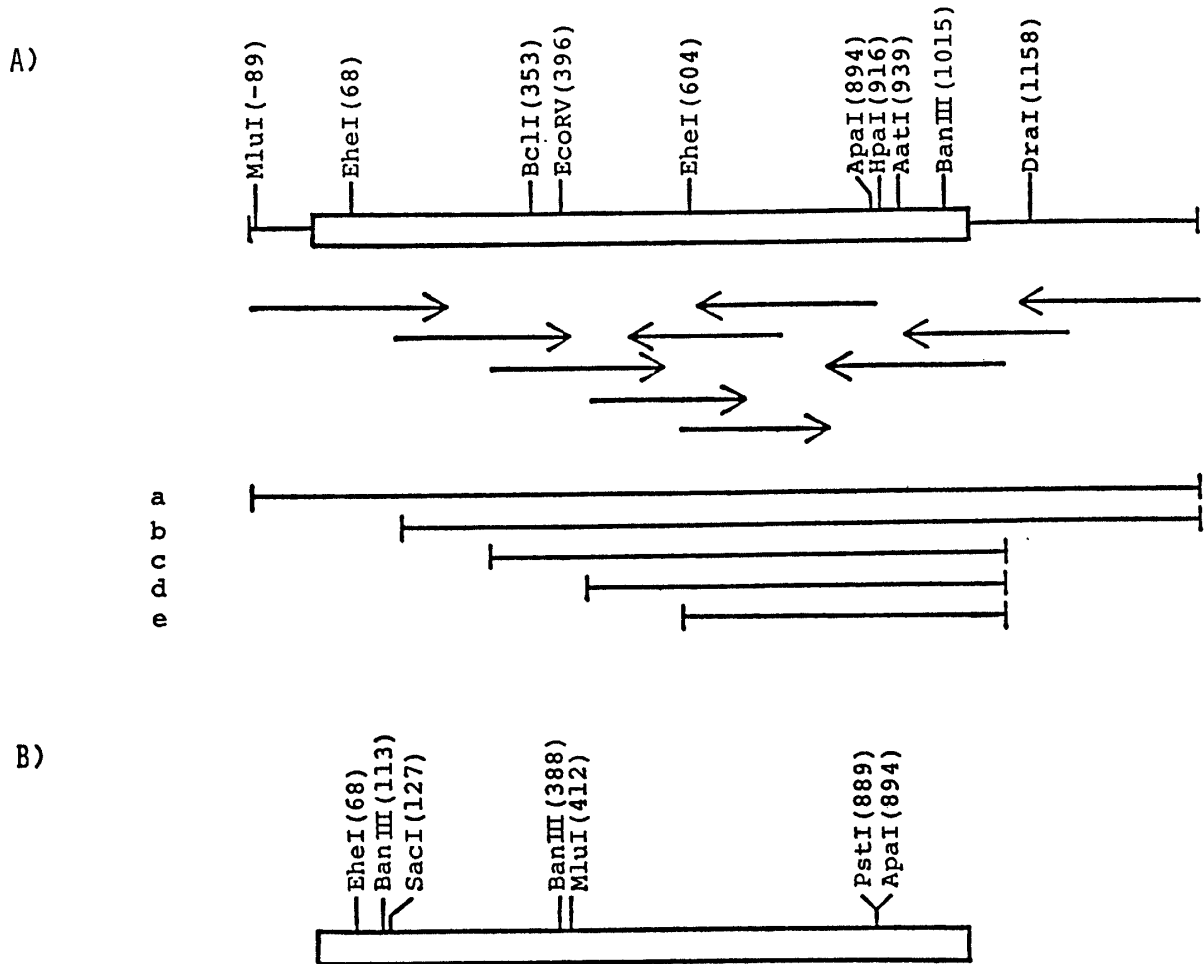 A)
MluI(-89)
EheI(68)
BclI(353)
EcoRV(396)
EheI(604)
ApaI(894)
HpaI(916)
AatI(939)
BanIII(1015)
DraI(1158)
a
b
c
d
e
B)
EheI(68)
BanIII(113)
SacI(127)
BanIII(388)
MluI(412)
PstI(889)
ApaI(894)